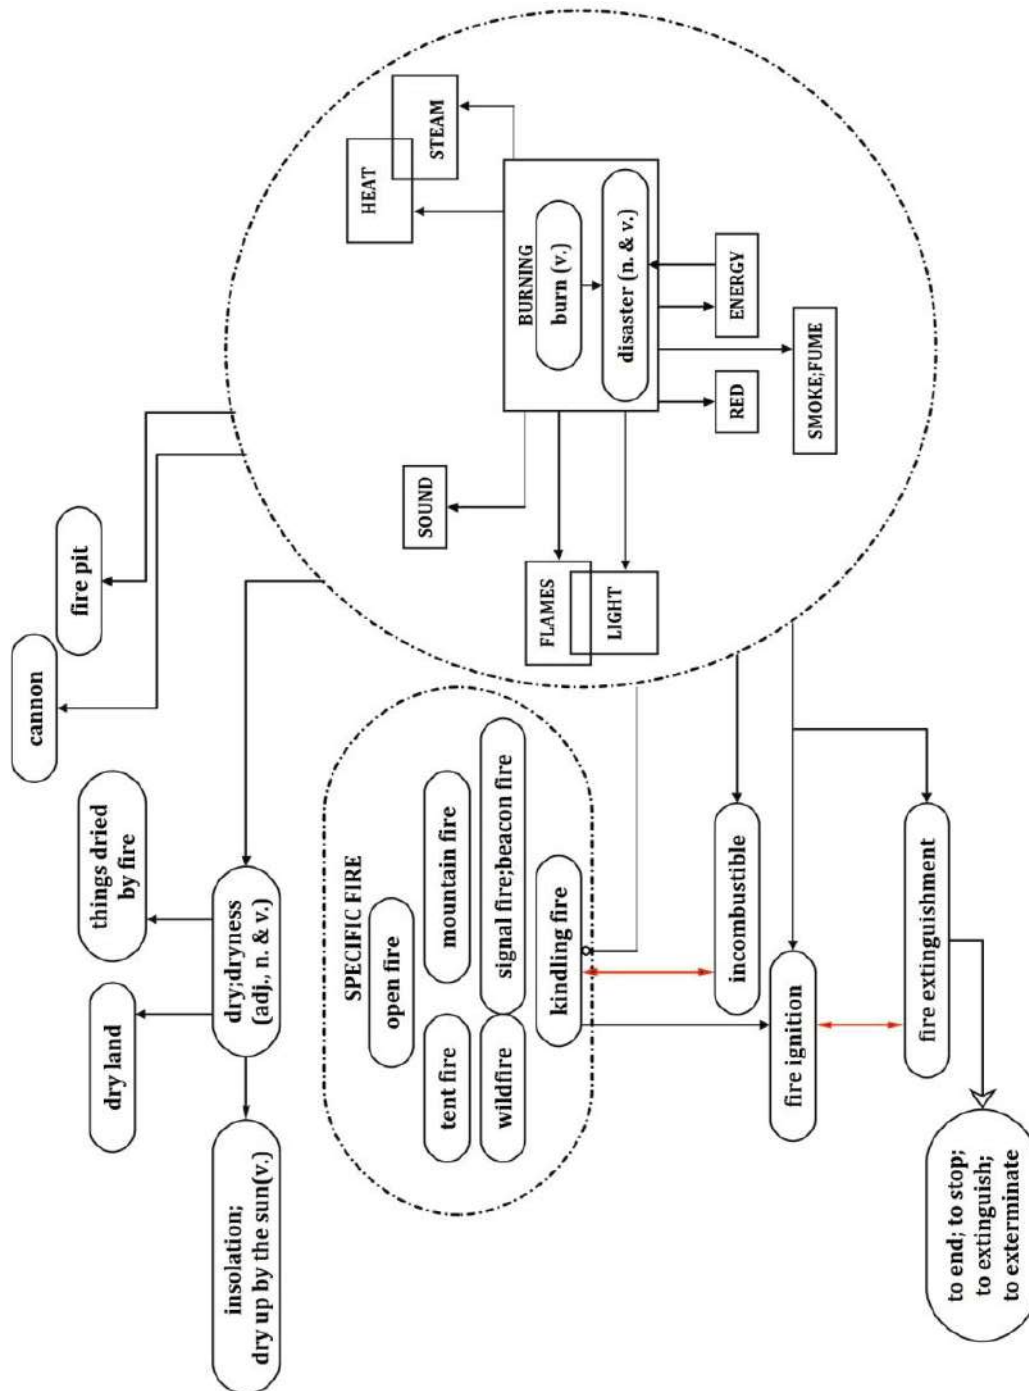 cannon
fire pit
things dried
by fire
dry land
insolation;
dry up by the sun(v.)
dry;dryness
(adj., n. & v.)
SPECIFIC FIRE
open fire
tent fire
mountain fire
wildfire
signal fire;beacon fire
kindling fire
HEAT
STEAM
SOUND
BURNING
burn (v.)
disaster (n. & v.)
FLAMES
LIGHT
RED
ENERGY
SMOKE;FUME
incombustible
fire ignition
fire extinguishment
to end; to stop;
to extinguish;
to exterminate